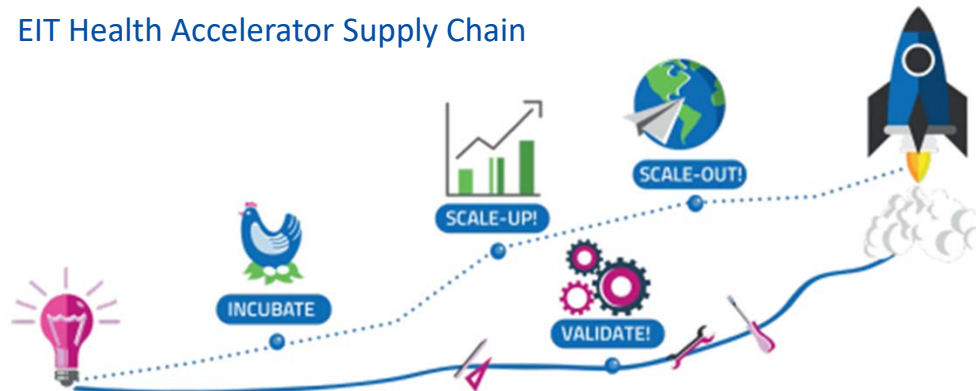 EIT Health Accelerator Supply Chain
SCALE-OUT!
SCALE-UP!
INCUBATE
VALIDATE!